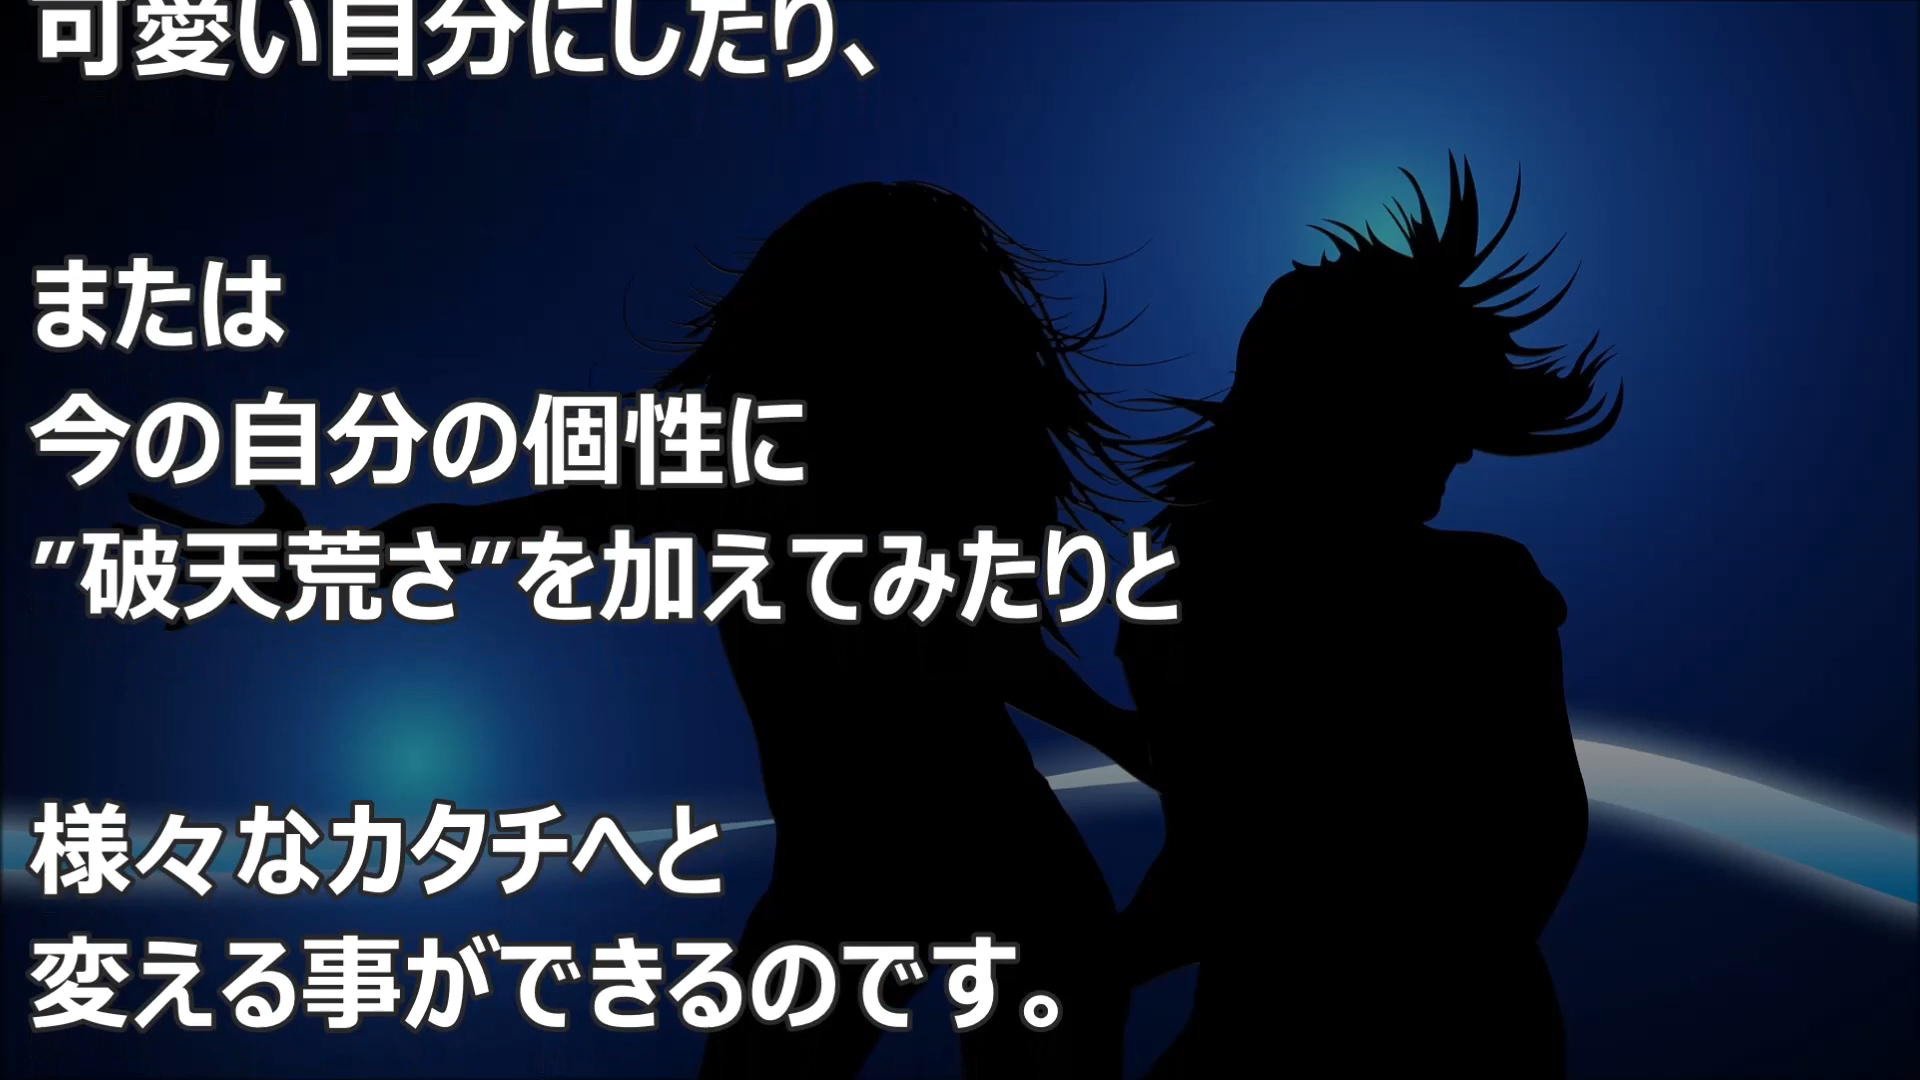 可愛い自分にしたり、
または
今の自分の個性に
”破天荒さ”を加えてみたりと
様々なカタチへと
変える事ができるのです。